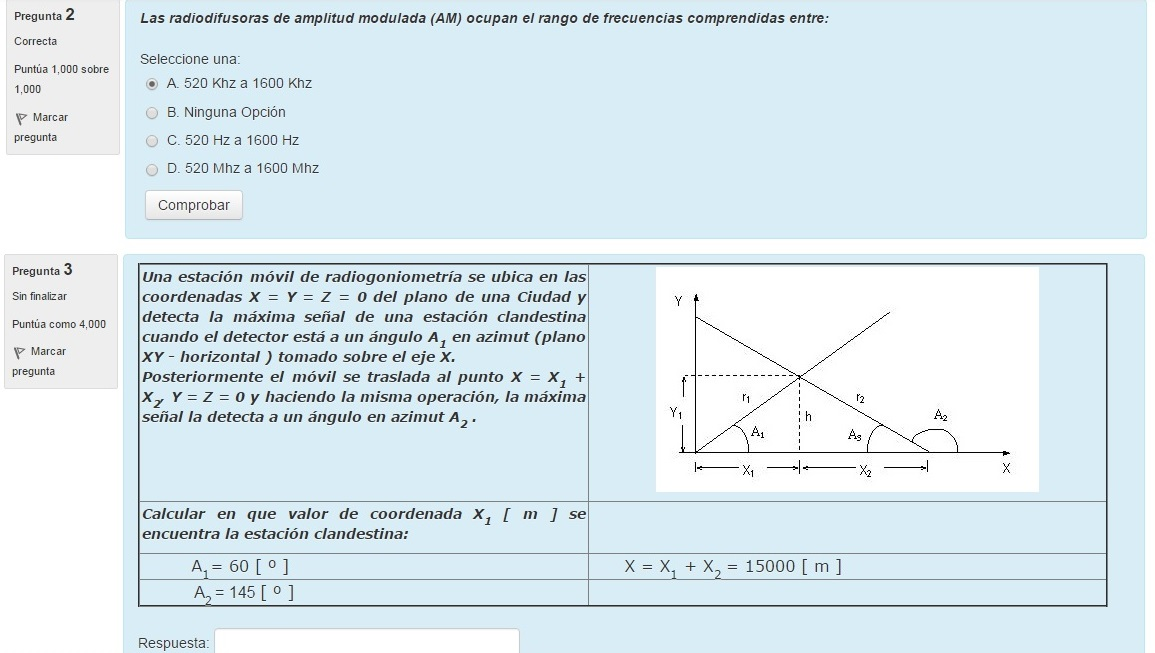 Pregunta 2
Correcta
Puntúa 1,000 sobre
1,000
Marcar
pregunta
Las radiodifusoras de amplitud modulada (AM) ocupan el rango de frecuencias comprendidas entre:
Seleccione una:
A. 520 Khz a 1600 Khz
B. Ninguna Opción
C. 520 Hz a 1600 Hz
D. 520 Mhz a 1600 Mhz
Comprobar
Pregunta 3
Sin finalizar
Puntúa como 4,000
Marcar
pregunta
Una estación móvil de radiogoniometría se ubica en las
coordenadas X = Y = Z = 0 del plano de una Ciudad y
detecta la máxima señal de una estación clandestina
cuando el detector está a un ángulo A1 en azimut (plano
XY - horizontal ) tomado sobre el eje X.
Posteriormente el móvil se traslada al punto X = X1 +
X2, Y = Z = 0 y haciendo la misma operación, la máxima
señal la detecta a un ángulo en azimut A2 .
Y
r1
r2
Y1
h
A1
A3
A2
X1
X2
X
Calcular en que valor de coordenada X1 [ m ] se
encuentra la estación clandestina:
A1= 60 [ º ]
X = X1 + X2 = 15000 [ m ]
A2 = 145 [ º ]
Respuesta: